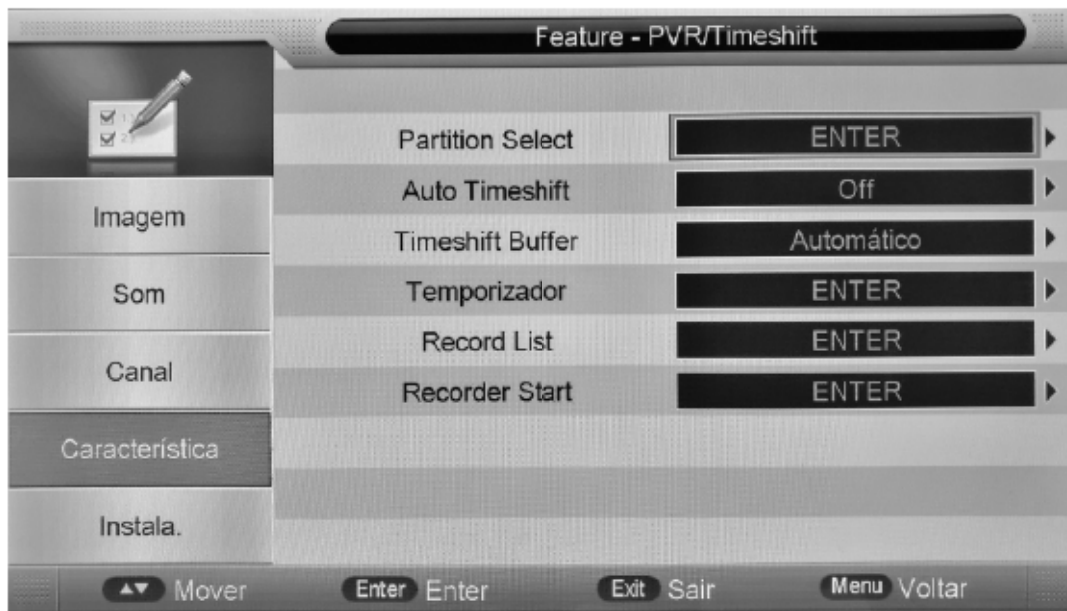 Feature - PVR/Timeshift
Partition Select ENTER
Auto Timeshift Off
Timeshift Buffer Automático
Temporizador ENTER
Record List ENTER
Recorder Start ENTER
Imagem
Som
Canal
Característica
Instala.
Mover
Enter Enter
Exit Sair
Menu Voltar